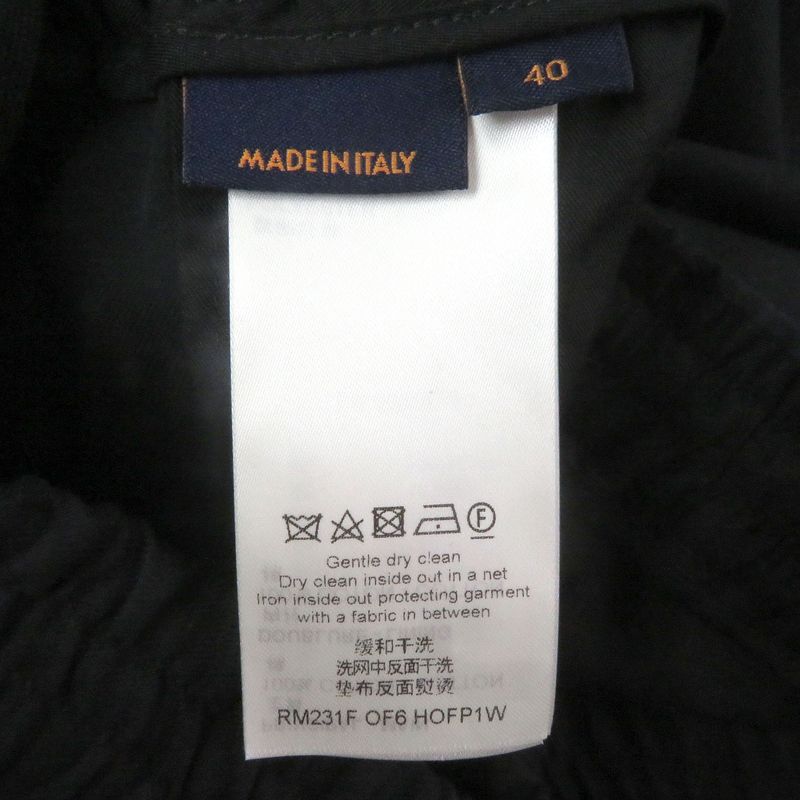 MADE IN ITALY
40
F
Gentle dry clean
Dry clean inside out in a net
Iron inside out protecting garment
with a fabric in between
缓和干洗
洗网中反面干洗
垫布反面熨烫
RM231F OF6 HOFP1W